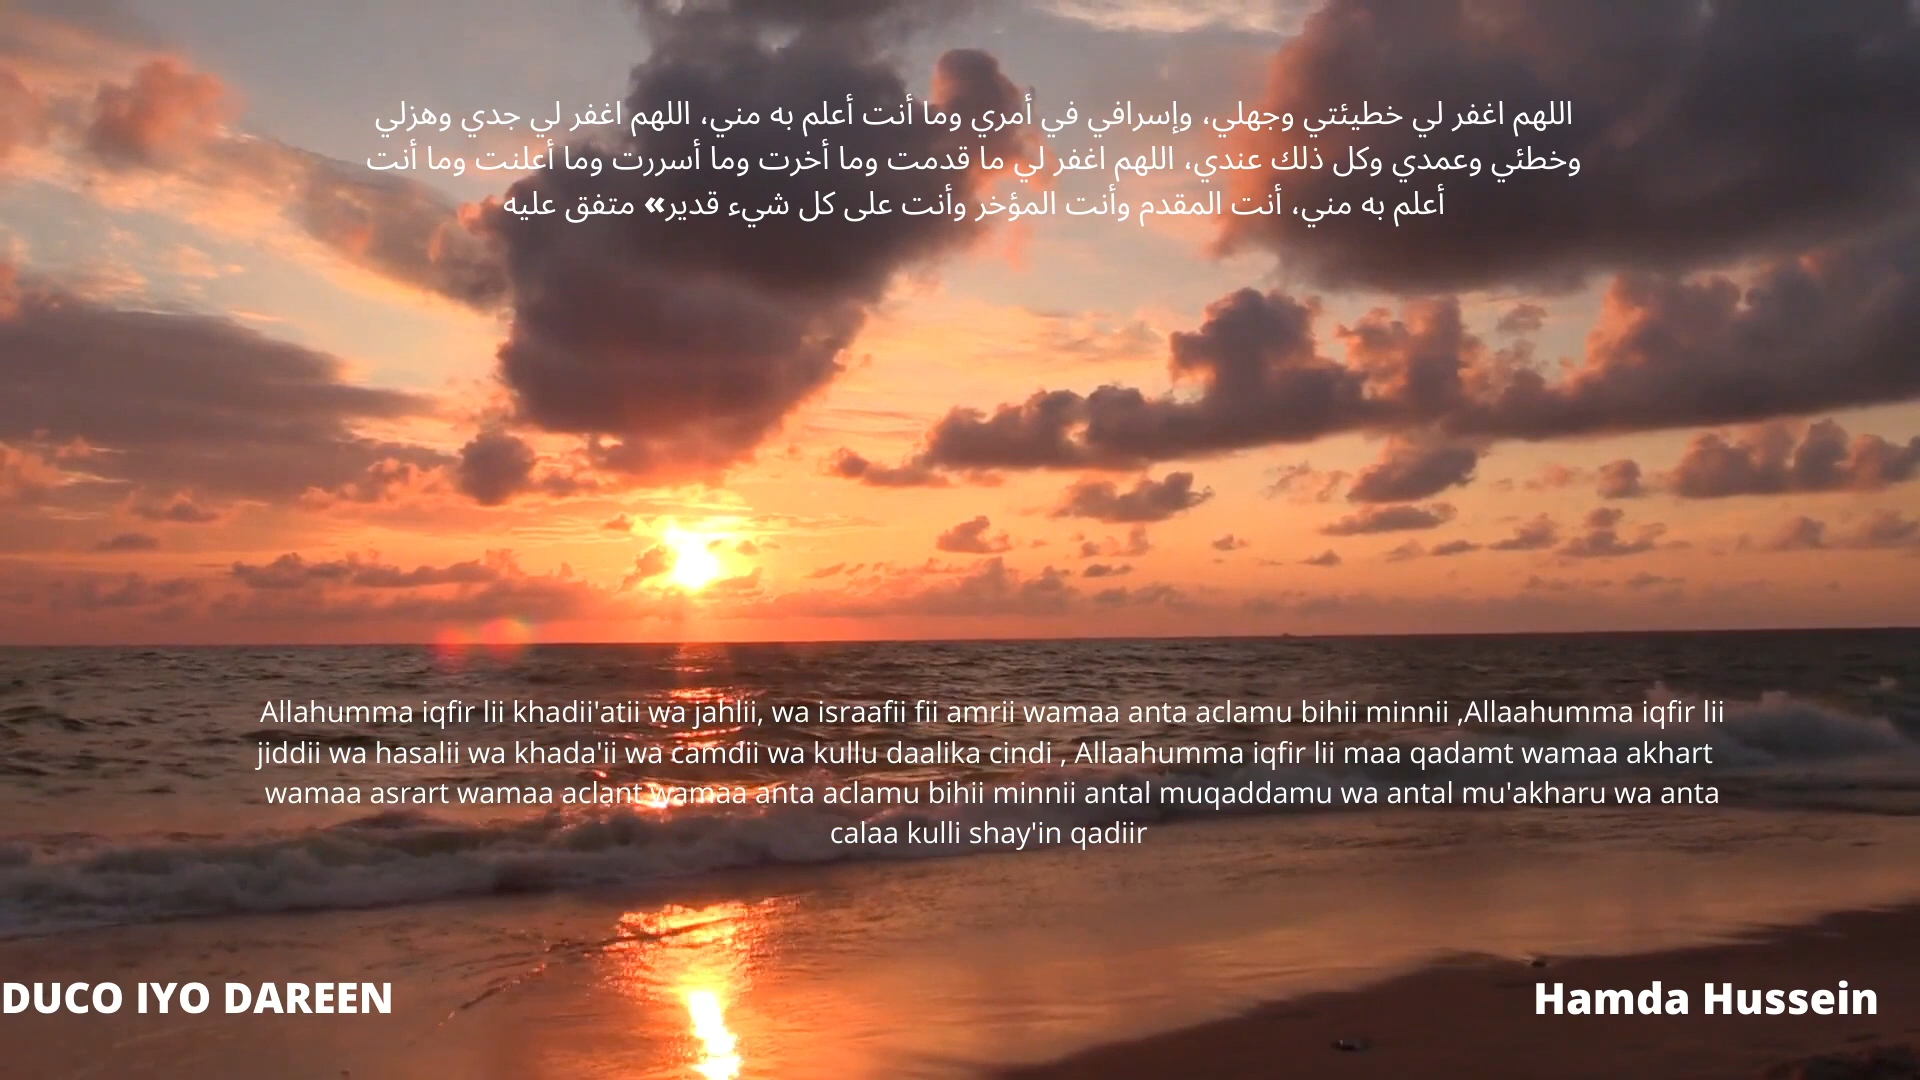 اللهم اغفر لي خطيئتي وجهلي، وإسرافي في أمري وما أنت أعلم به مني، اللهم اغفر لي جدي وهزلي
وخطئي وعمدي وكل ذلك عندي، اللهم اغفر لي ما قدمت وما أخرت وما أسررت وما أعلنت وما أنت
أعلم به مني، أنت المقدم وأنت المؤخر وأنت على كل شيء قدير» متفق عليه
Allahumma iqfir lii khadii'atii wa jahlii, wa israafii fii amrii wamaa anta aclamu bihii minnii ,Allaahumma iqfir lii
jiddii wa hasalii wa khada'ii wa camdii wa kullu daalika cindi , Allaahumma iqfir lii maa qadamt wamaa akhart
wamaa asrart wamaa aclant wamaa anta aclamu bihii minnii antal muqaddamu wa antal mu'akharu wa anta
calaa kulli shay'in qadiir
DUCO IYO DAREEN
Hamda Hussein